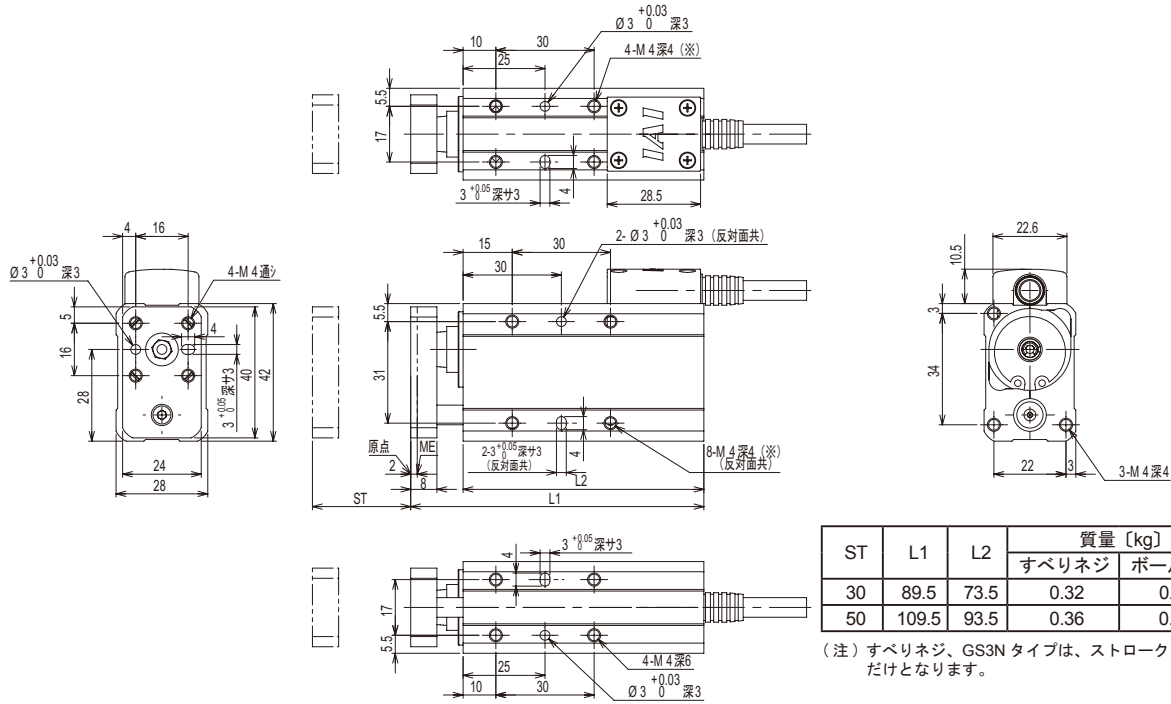 +0.03
Ø3 0 深3
10
30
4-M4深4（※）
25
5.5
17
IAI
3 +0.05 0 深サ3
4
28.5
4
16
Ø3 +0.03 0 深3
4-M4通シ
5
16
28
4
3 +0.05 0 深サ3
40
42
24
28
15
30
2-Ø3 +0.03 0 深3（反対面共）
30
5.5
31
原点
ME
2
8
2-3 +0.05 0 深サ3
（反対面共）
4
8-M4深4（※）
（反対面共）
L2
ST
L1
22.6
10.5
3
34
22
3
3-M4深4
4
3 +0.05 0 深サ3
17
5.5
25
10
30
4-M4深6
Ø3 +0.03 0 深3
ST L1 L2 質量〔kg〕
すべりネジ
30 89.5 73.5 0.32
50 109.5 93.5 0.36
（注）すべりネジ、GS3Nタイプは、ストローク
だけとなります。